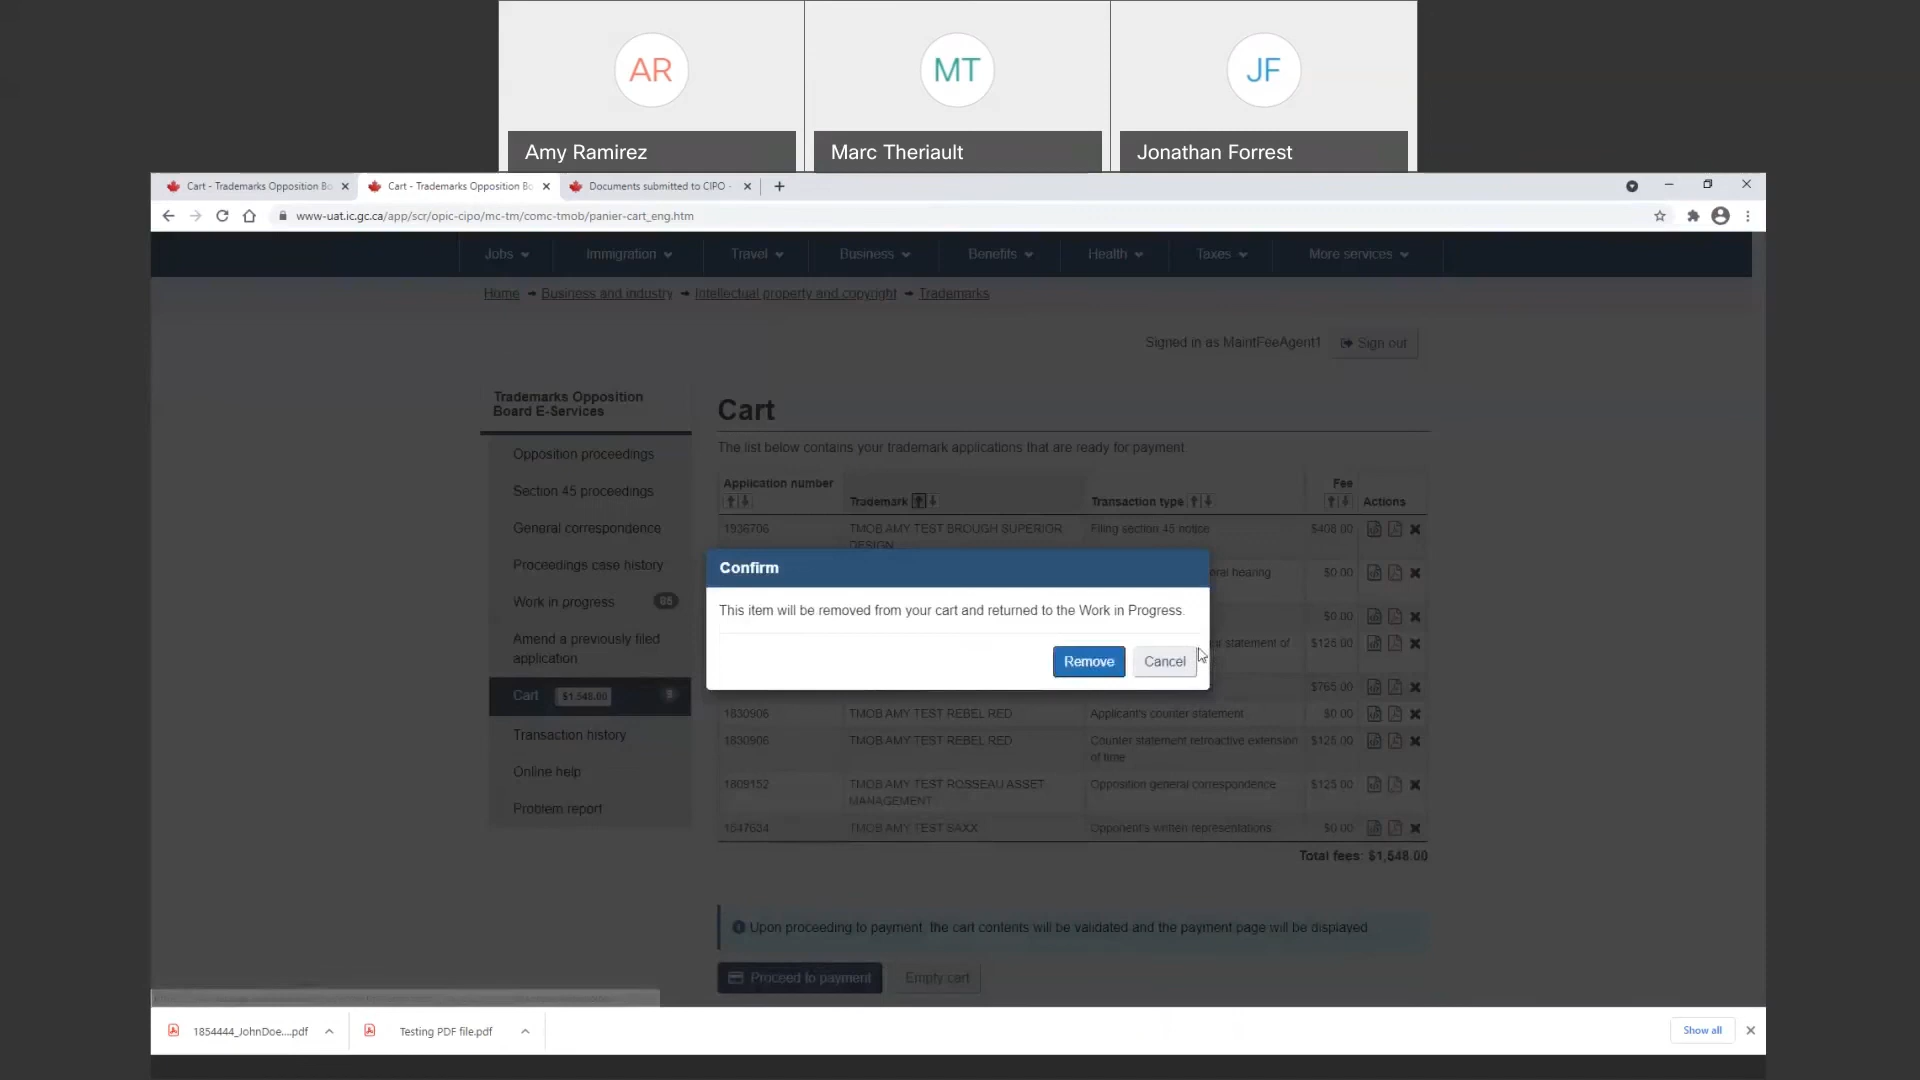 AR
MT
JF
Amy Ramirez
Marc Theriault
Jonathan Forrest
Cart - Trademarks Opposition Bo
Cart - Trademarks Opposition Bo
Documents submitted to CIPO -
www-uat.ic.gc.ca/app/scr/opic-cipo/mc-tm/comc-tmob/panier-cart_eng.htm
Jobs
Immigration
Travel
Business
Benefits
Health
Taxes
More services
Home → Business and industry → Intellectual property and copyright → Trademarks
Signed in as MaintFeeAgent1
Sign out
Trademarks Opposition
Board E-Services
Opposition proceedings
Section 45 proceedings
General correspondence
Proceedings case history
Work in progress 85
Amend a previously filed
application
Cart $1,548.00 9
Transaction history
Online help
Problem report
Cart
The list below contains your trademark applications that are ready for payment
Application number
Trademark
Transaction type
Fee
Actions
1936706 TMOB AMY TEST BROUGH SUPERIOR Filing section 45 notice $408.00
DESIGN
oral hearing $0.00
$0.00
statement of $125.00
$765.00
1830906 TMOB AMY TEST REBEL RED Applicant's counter statement $0.00
1830906 TMOB AMY TEST REBEL RED Counter statement retroactive extension $125.00
of time
1809152 TMOB AMY TEST ROSSEAU ASSET Opposition general correspondence $125.00
MANAGEMENT
1847634 TMOB AMY TEST SAXX Opponent's written representations $0.00
Total fees: $1,548.00
Confirm
This item will be removed from your cart and returned to the Work in Progress.
Remove
Cancel
Upon proceeding to payment, the cart contents will be validated and the payment page will be displayed
Proceed to payment
Empty cart
1854444_JohnDoe....pdf
Testing PDF file.pdf
Show all